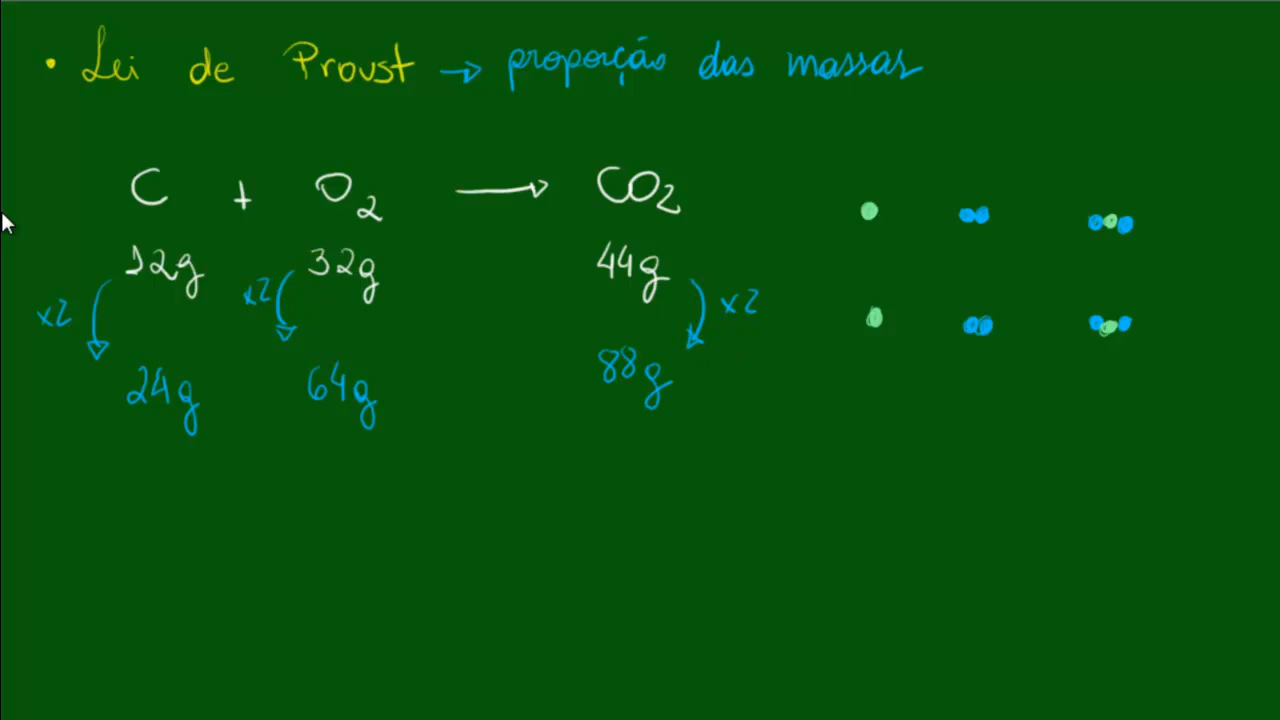 • Lei de Proust → proporção das massas
C + O₂ → CO₂
12g 32g 44g
x2 x2 x2
24g 64g 88g